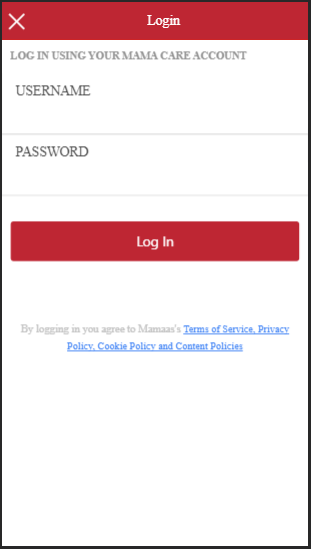 Login
LOG IN USING YOUR MAMA CARE ACCOUNT
USERNAME
PASSWORD
Log In
By logging in you agree to Mamaas's Terms of Service, Privacy
Policy, Cookie Policy and Content Policies